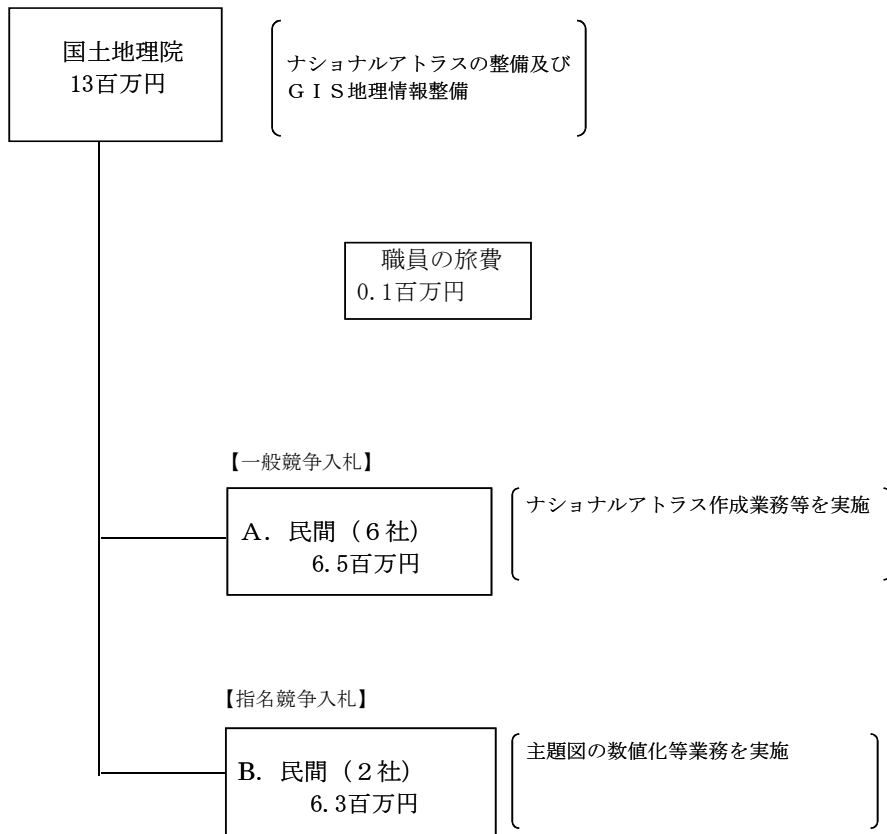 国土地理院
13百万円
ナショナルアトラスの整備及び
ＧＩＳ地理情報整備
職員の旅費
0.1百万円
【一般競争入札】
A．民間（６社）
6.5百万円
ナショナルアトラス作成業務等を実施
【指名競争入札】
B．民間（２社）
6.3百万円
主題図の数値化等業務を実施